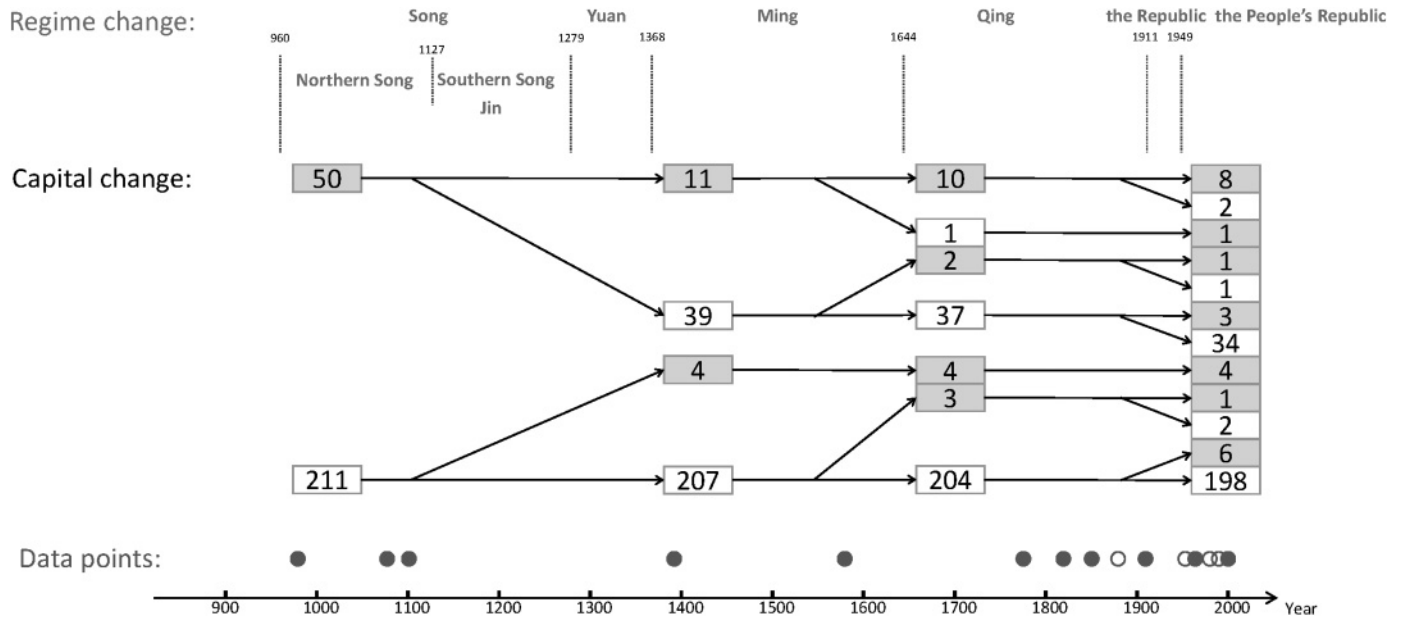 Regime change: Song Yuan Ming Qing the Republic the People's Republic
960 1127 1279 1368 1644 1911 1949
Northern Song Southern Song
Jin
Capital change: 50 11 10 8
2
1 1
2 1
1
39 37 3
34
4 4 4
3 1
2
6
211 207 204 198
Data points:
900 1000 1100 1200 1300 1400 1500 1600 1700 1800 1900 2000 Year